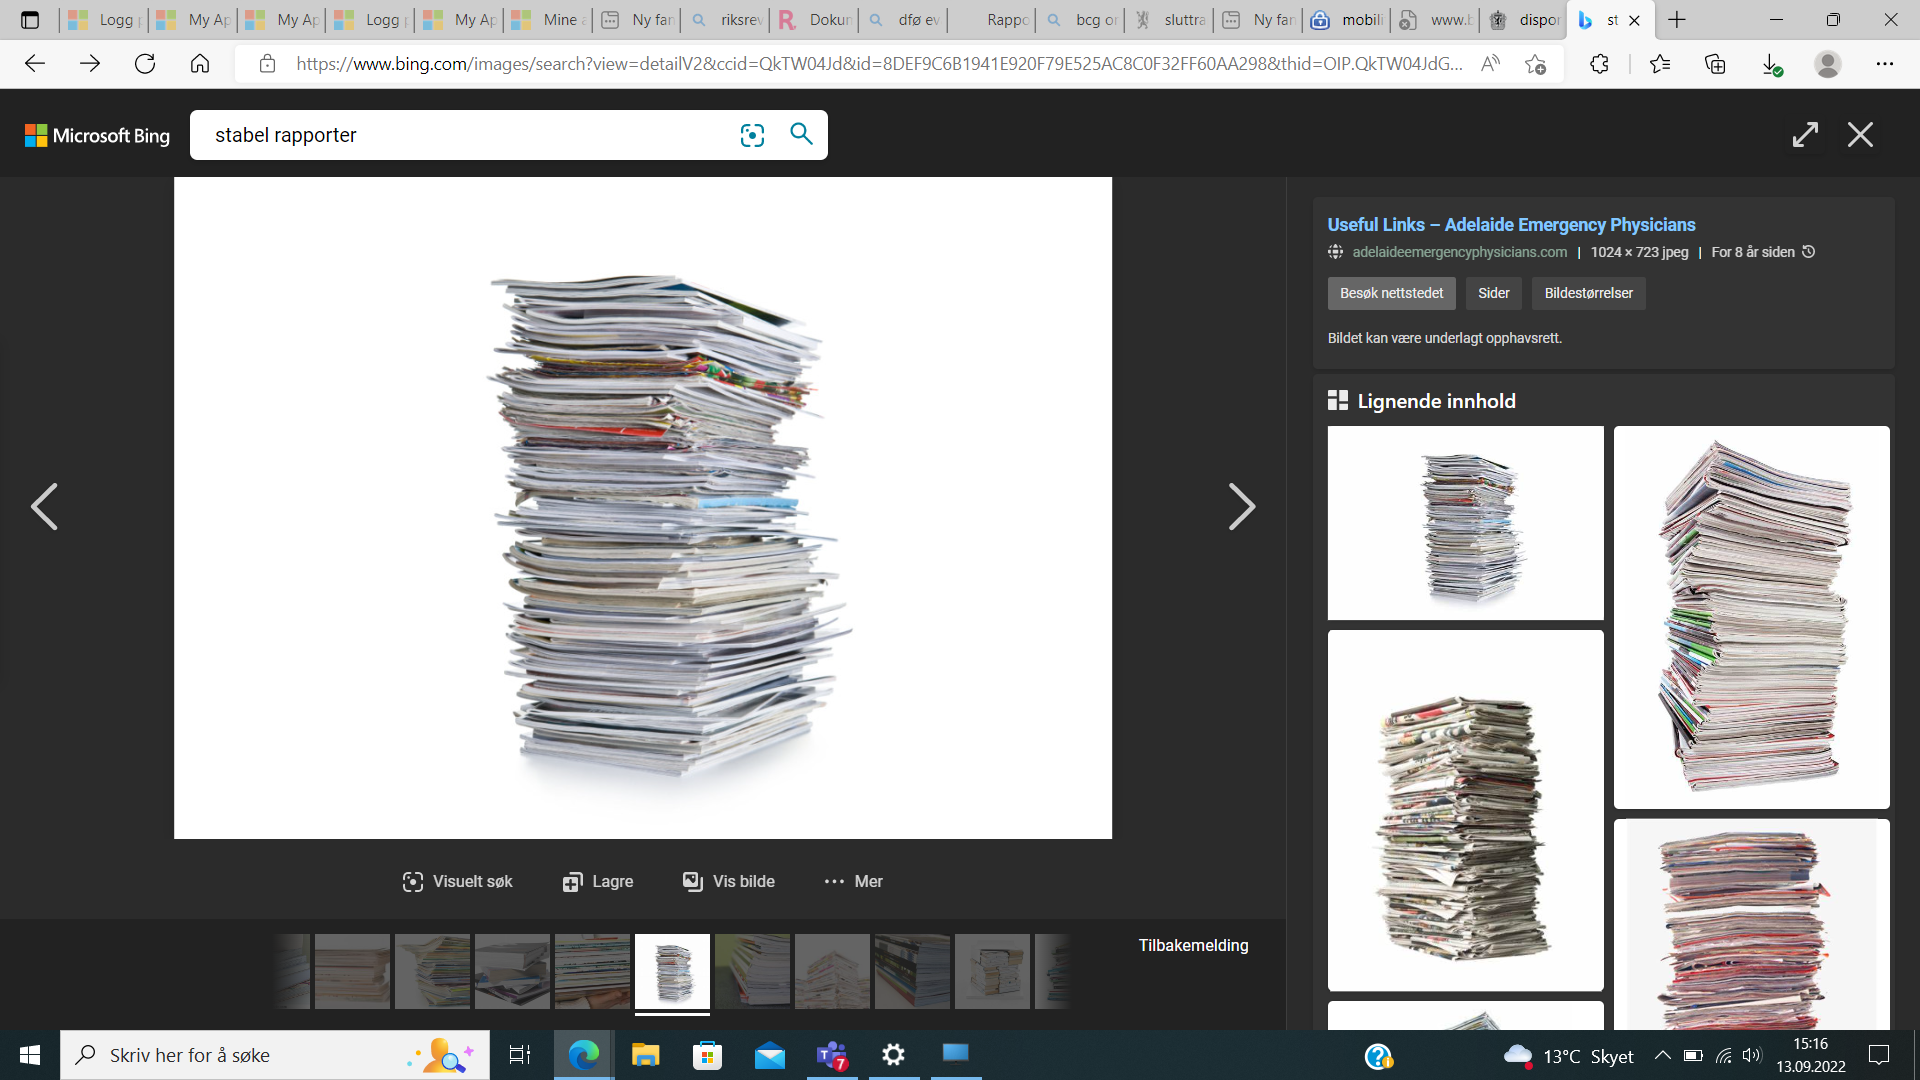 Logg p
My Ap
My Ap
Logg p
My Ap
Mine a
Ny fan
riksrev
Dokun
dfø ev
Rappo
bcg or
sluttra
Ny fan
mobili
www.b
dispor
st
https://www.bing.com/images/search?view=detailV2&ccid=QkTW04Jd&id=8DEF9C6B1941E920F79E525AC8C0F32FF60AA298&thid=OIP.QkTW04JdG...
Microsoft Bing
stabel rapporter
Useful Links – Adelaide Emergency Physicians
adelaideemergencyphysicians.com | 1024 × 723 jpeg | For 8 år siden
Besøk nettstedet
Sider
Bildestørrelser
Bildet kan være underlagt opphavsrett.
Lignende innhold
Visuelt søk
Lagre
Vis bilde
Mer
Tilbakemelding
Skriv her for å søke
7
13°C Skyet
15:16
13.09.2022